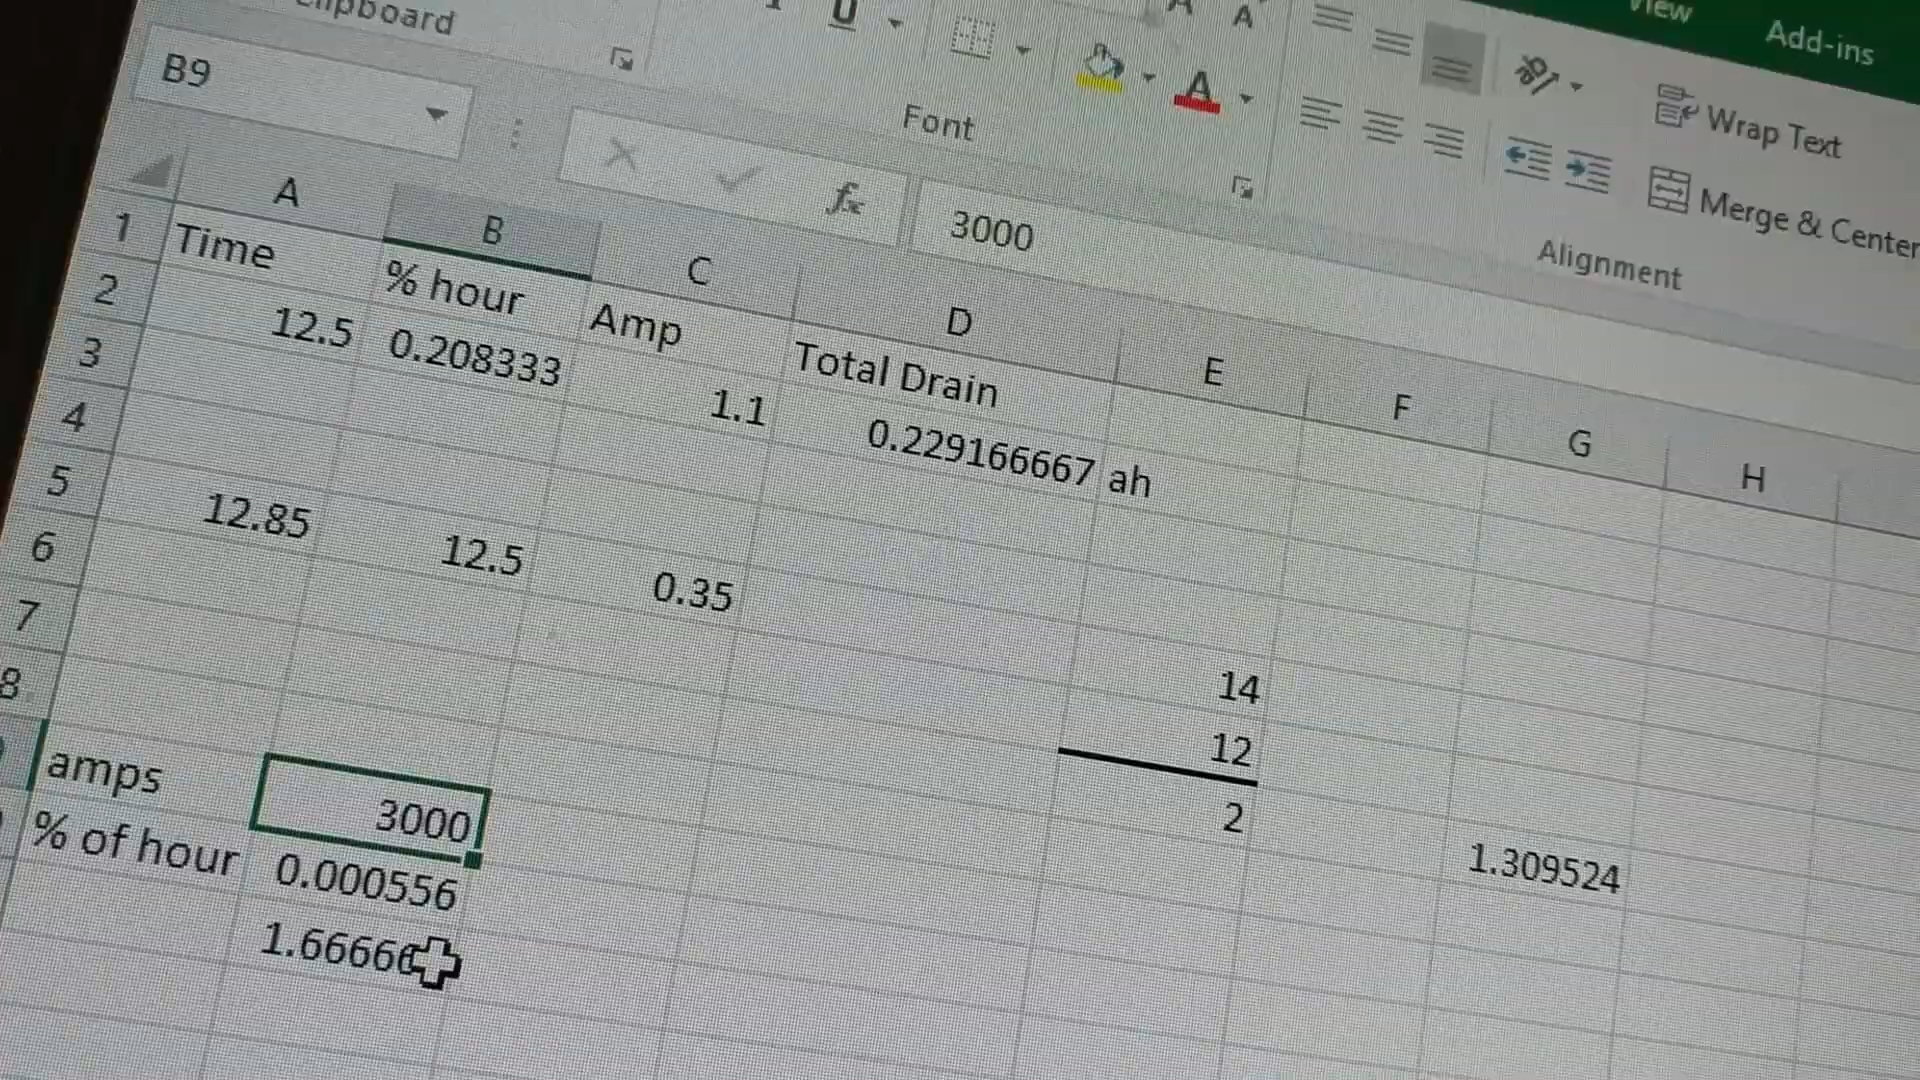 View
Add-ins
Wrap Text
Merge & Center
Alignment
Font
B9
fx
3000
A B C D E F G H
1 Time % hour Amp Total Drain
2 12.5 0.208333 1.1 0.229166667 ah
3
4
5 12.85 12.5 0.35
6
7 14
8 12
amps 3000 2
% of hour 0.000556 1.309524